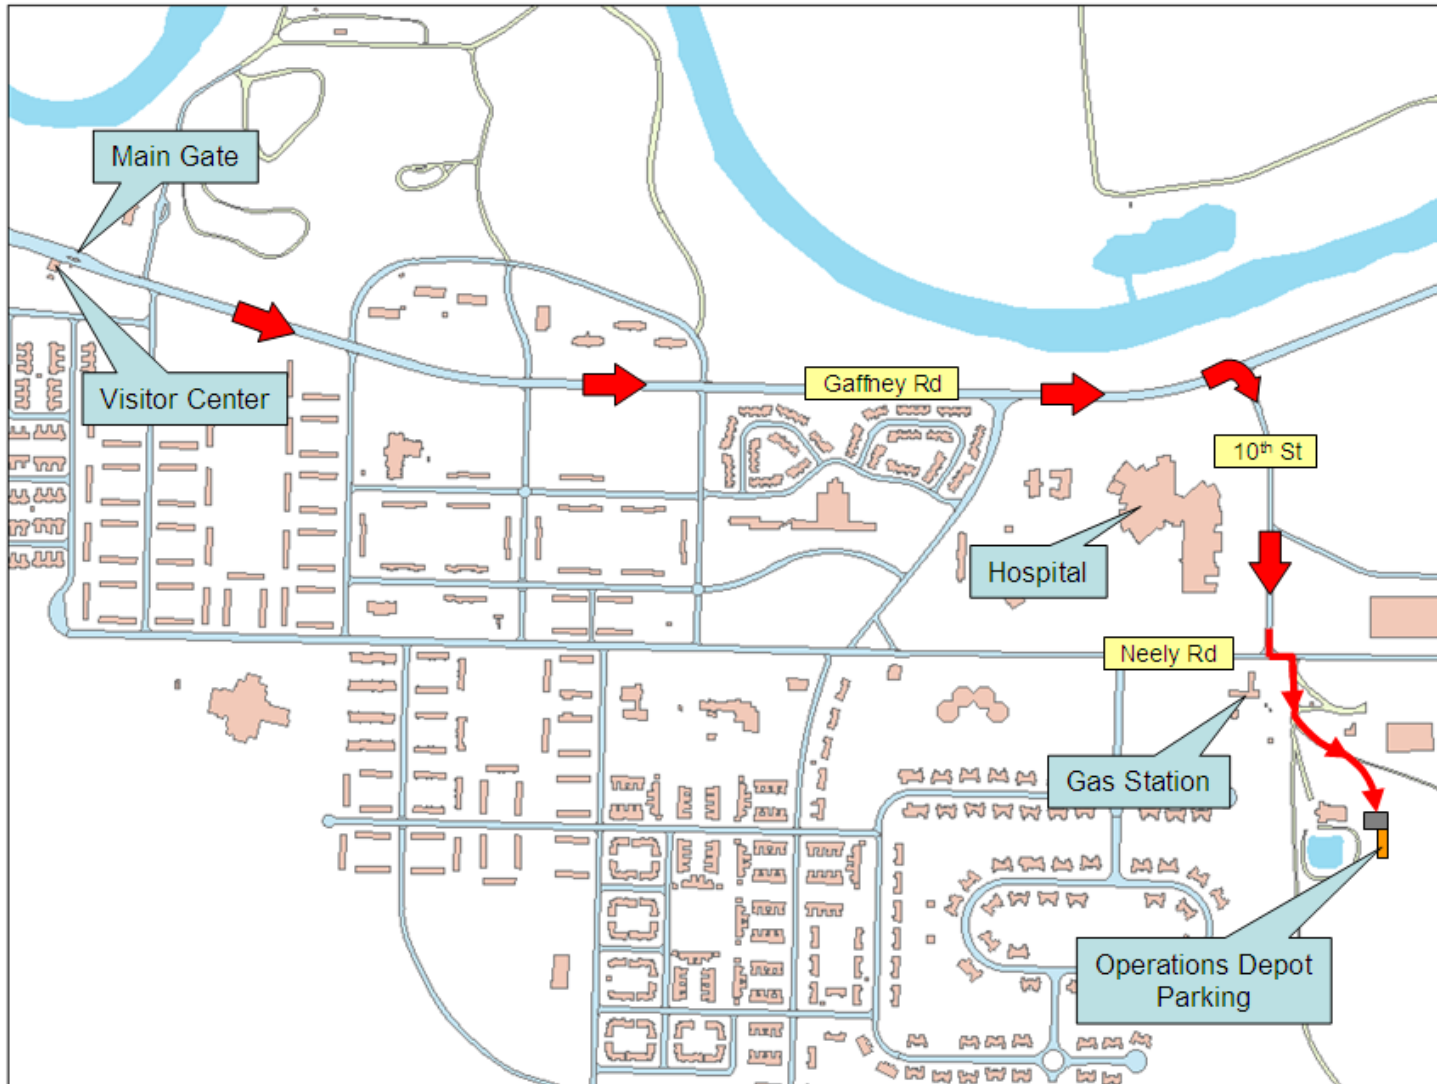 Main Gate
Visitor Center
Gaffney Rd
10th St
Hospital
Neely Rd
Gas Station
Operations Depot
Parking